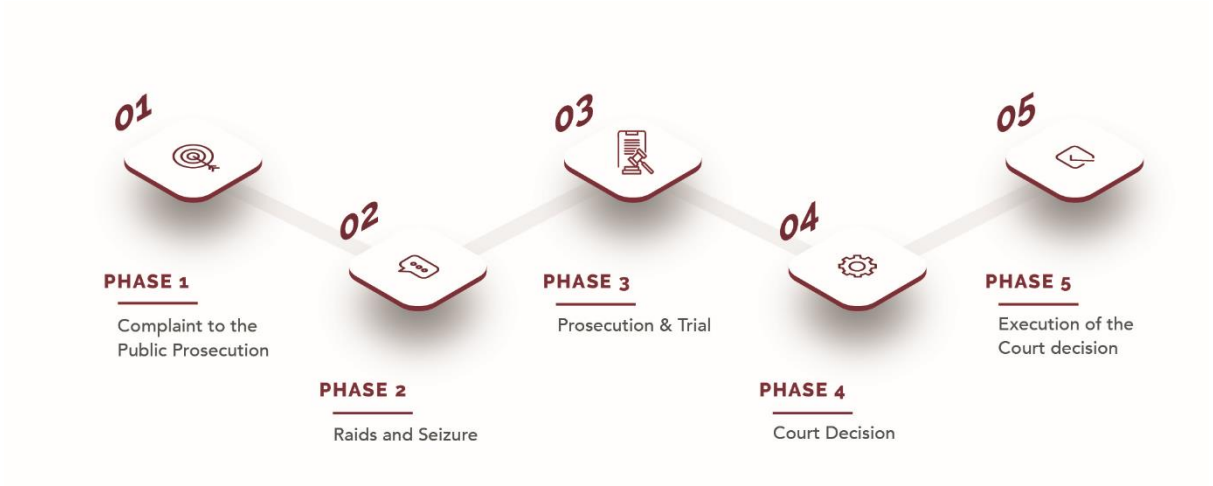 01
PHASE 1
Complaint to the
Public Prosecution
02
PHASE 2
Raids and Seizure
03
PHASE 3
Prosecution & Trial
04
PHASE 4
Court Decision
05
PHASE 5
Execution of the
Court decision